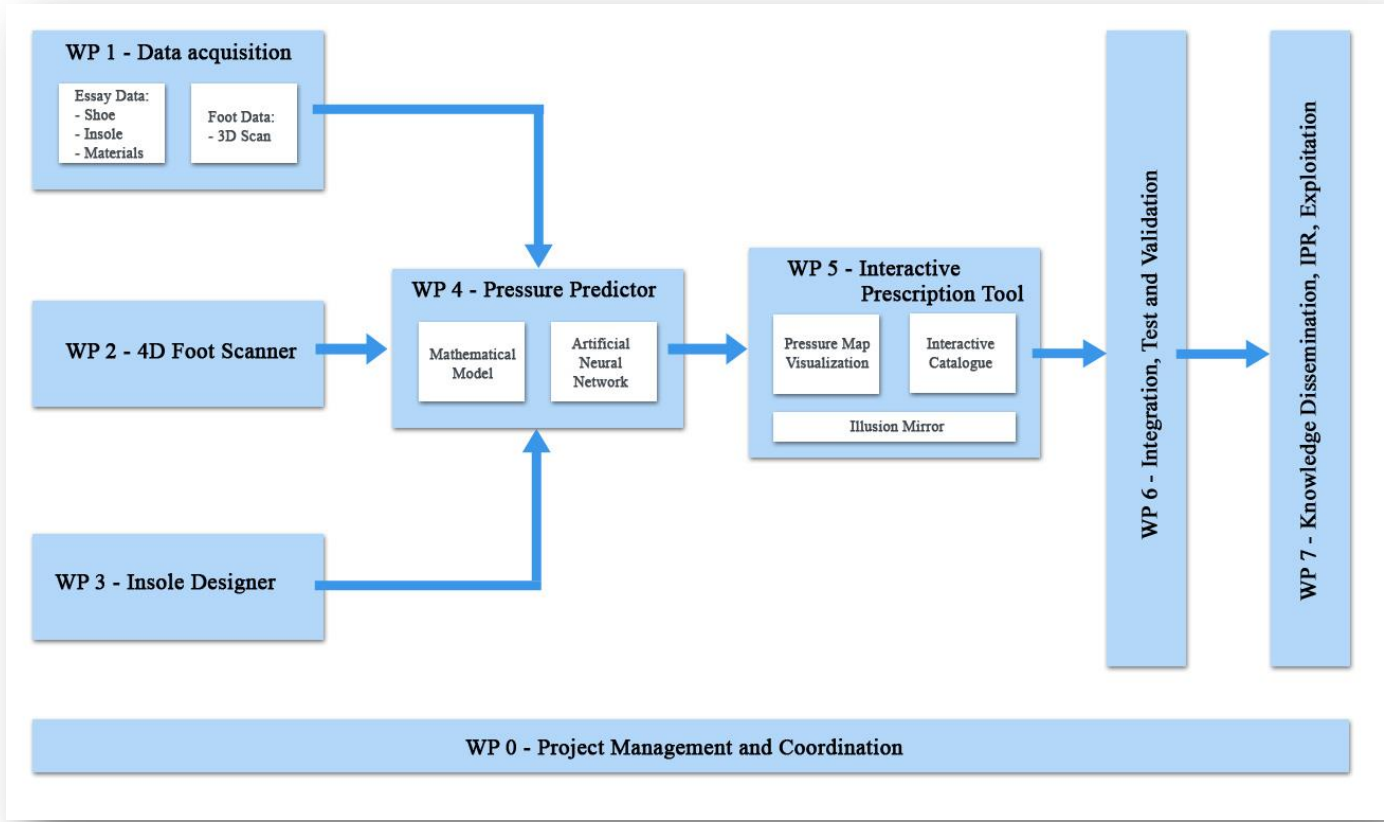 WP 1 - Data acquisition
Essay Data:
- Shoe
- Insole
- Materials
Foot Data:
- 3D Scan
WP 2 - 4D Foot Scanner
WP 3 - Insole Designer
WP 4 - Pressure Predictor
Mathematical
Model
Artificial
Neural
Network
WP 5 - Interactive
Prescription Tool
Pressure Map
Visualization
Interactive
Catalogue
Illusion Mirror
WP 6 - Integration, Test and Validation
WP 7 - Knowledge Dissemination, IPR, Exploitation
WP 0 - Project Management and Coordination